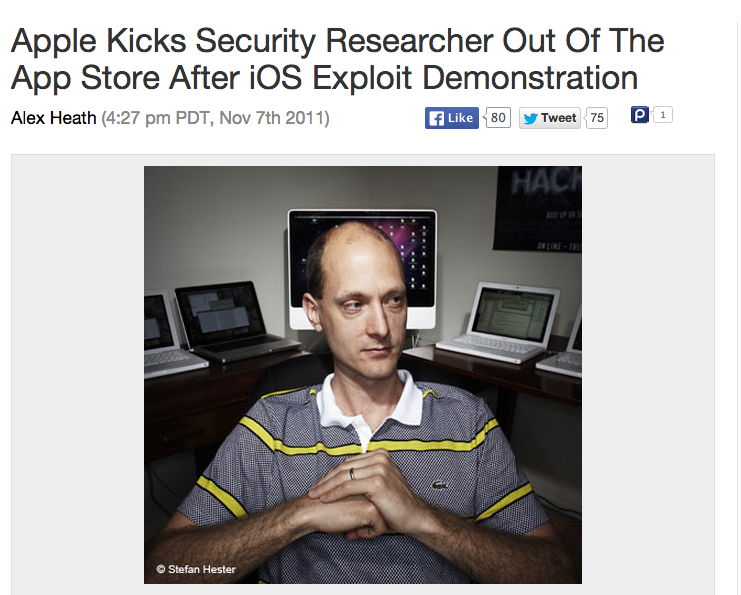 Apple Kicks Security Researcher Out Of The
App Store After iOS Exploit Demonstration
Alex Heath (4:27 pm PDT, Nov 7th 2011)
Like 80 Tweet 75 1
HACK
© Stefan Hester